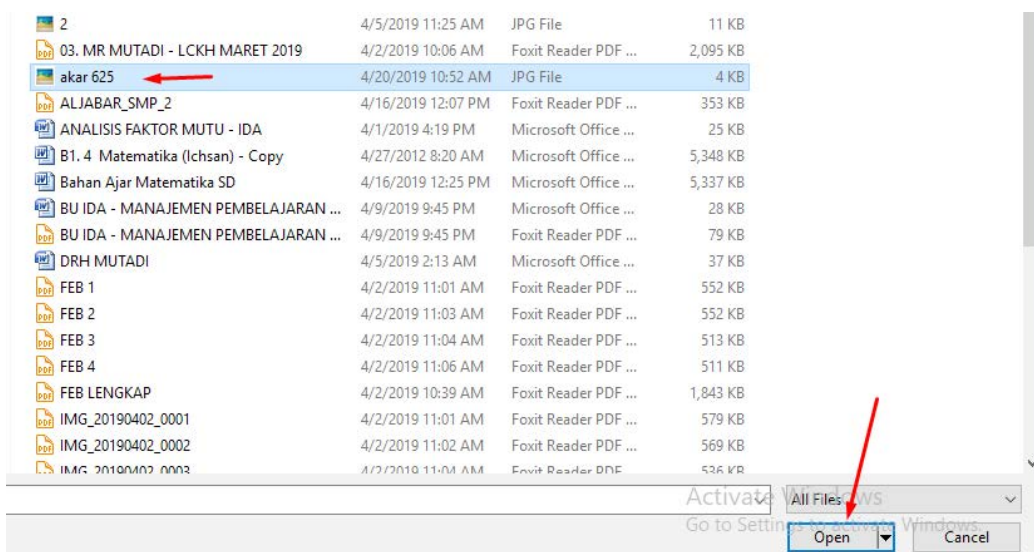 2 4/5/2019 11:25 AM JPG File 11 KB
03. MR MUTADI - LCKH MARET 2019 4/2/2019 10:06 AM Foxit Reader PDF ... 2,095 KB
akar 625 4/20/2019 10:52 AM JPG File 4 KB
ALJABAR_SMP_2 4/16/2019 12:07 PM Foxit Reader PDF ... 353 KB
ANALISIS FAKTOR MUTU - IDA 4/1/2019 4:19 PM Microsoft Office ... 25 KB
B1. 4 Matematika (Ichsan) - Copy 4/27/2012 8:20 AM Microsoft Office ... 5,348 KB
Bahan Ajar Matematika SD 4/16/2019 12:25 PM Microsoft Office ... 5,337 KB
BU IDA - MANAJEMEN PEMBELAJARAN ... 4/9/2019 9:45 PM Microsoft Office ... 28 KB
BU IDA - MANAJEMEN PEMBELAJARAN ... 4/9/2019 9:45 PM Foxit Reader PDF ... 79 KB
DRH MUTADI 4/5/2019 2:13 AM Microsoft Office ... 37 KB
FEB 1 4/2/2019 11:01 AM Foxit Reader PDF ... 552 KB
FEB 2 4/2/2019 11:03 AM Foxit Reader PDF ... 552 KB
FEB 3 4/2/2019 11:04 AM Foxit Reader PDF ... 513 KB
FEB 4 4/2/2019 11:06 AM Foxit Reader PDF ... 511 KB
FEB LENGKAP 4/2/2019 10:39 AM Foxit Reader PDF ... 1,843 KB
IMG_20190402_0001 4/2/2019 11:01 AM Foxit Reader PDF ... 579 KB
IMG_20190402_0002 4/2/2019 11:02 AM Foxit Reader PDF ... 569 KB
IMG_20190402_0003 4/2/2019 11:04 AM Foxit Reader PDF 536 KB
Activate Windows
All Files
Go to Settings to activate Windows.
Open Cancel